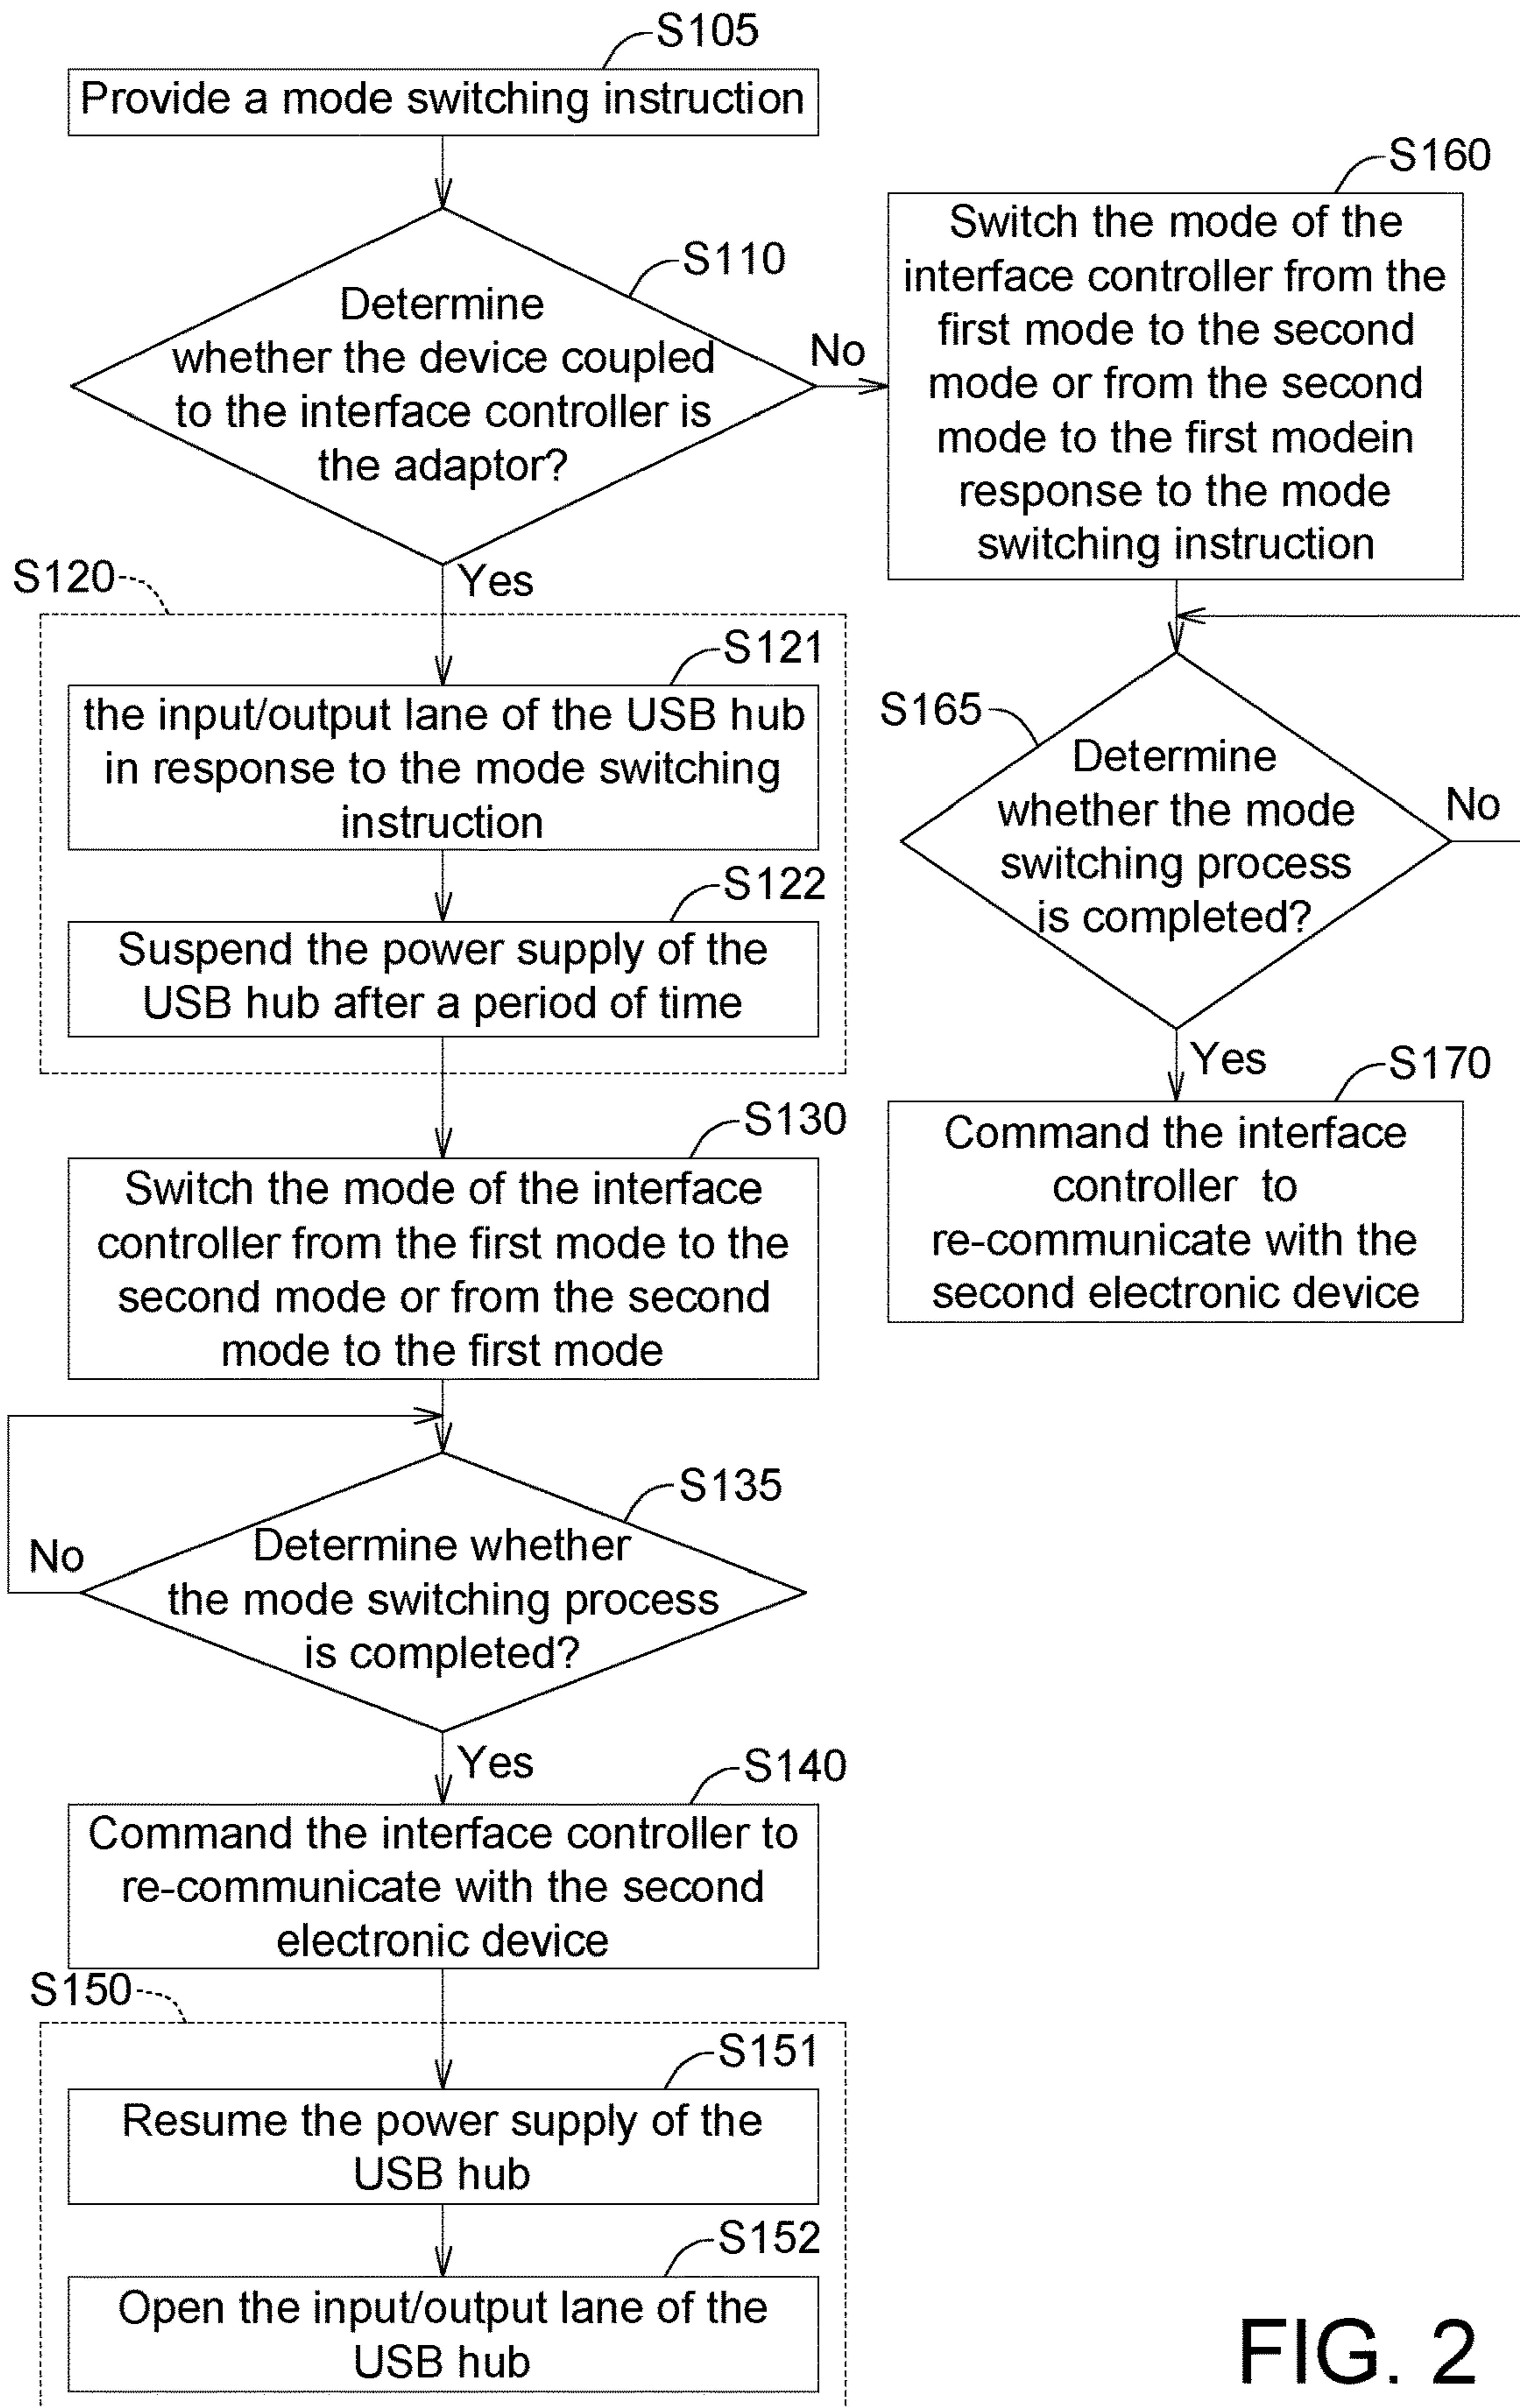 S105
Provide a mode switching instruction
S110
Determine
whether the device coupled
to the interface controller is
the adaptor?
No
Yes
S120
S121
the input/output lane of the USB hub
in response to the mode switching
instruction
S122
Suspend the power supply of the
USB hub after a period of time
S130
Switch the mode of the interface
controller from the first mode to the
second mode or from the second
mode to the first mode
S135
Determine whether
the mode switching process
is completed?
No
Yes
S140
Command the interface controller to
re-communicate with the second
electronic device
S150
S151
Resume the power supply of the
USB hub
S152
Open the input/output lane of the
USB hub
S160
Switch the mode of the
interface controller from the
first mode to the second
mode or from the second
mode to the first modein
response to the mode
switching instruction
S165
Determine
whether the mode
switching process
is completed?
No
Yes
S170
Command the interface
controller to
re-communicate with the
second electronic device
FIG. 2